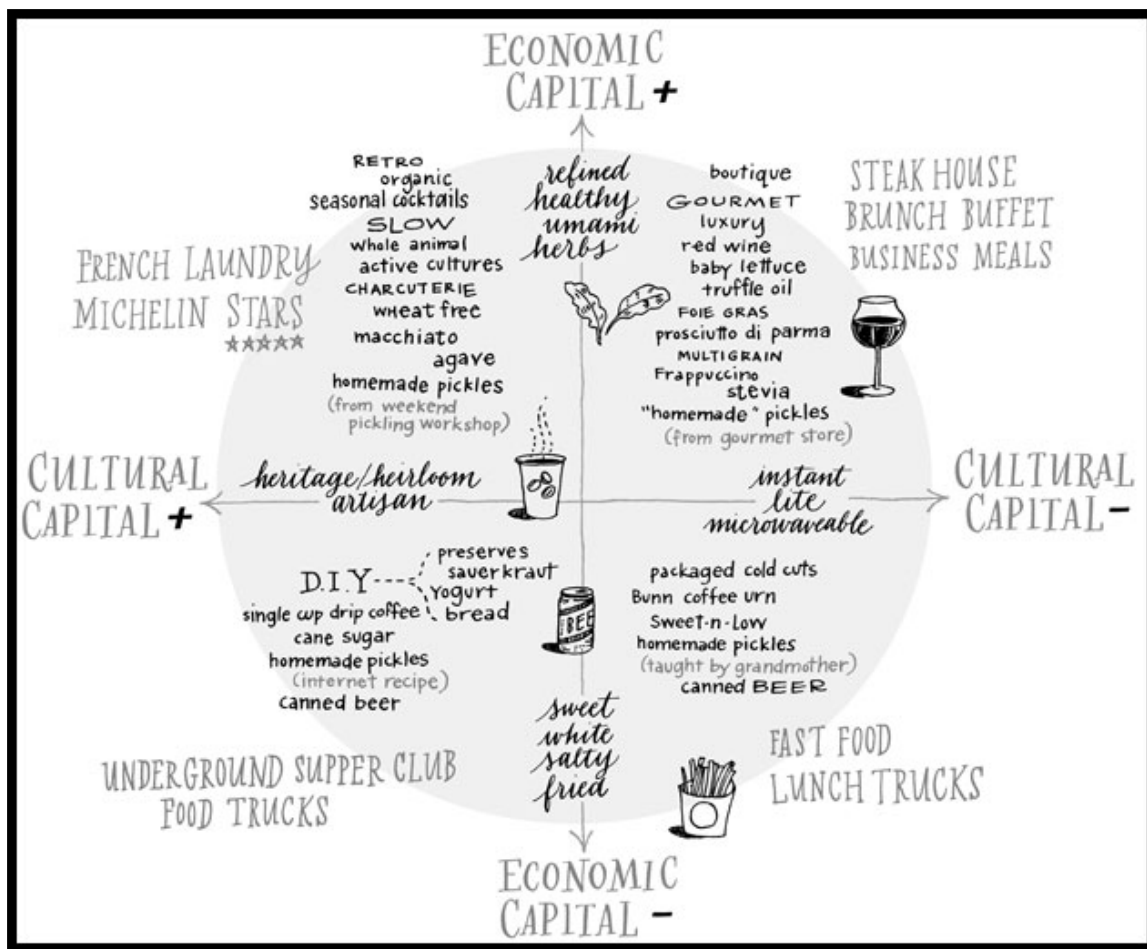 ECONOMIC
CAPITAL +
RETRO
organic
seasonal cocktails
SLOW
whole animal
active cultures
CHARCUTERIE
WHEAT FREE
macchiato
agave
homemade pickles
(from weekend
pickling workshop)
refined
healthy
umami
herbs
boutique
GOURMET
luxury
red wine
baby lettuce
truffle oil
FOIE GRAS
prosciutto di parma
MULTIGRAIN
Frappuccino
stevia
"homemade" pickles
(from gourmet store)
STEAK HOUSE
BRUNCH BUFFET
BUSINESS MEALS
FRENCH LAUNDRY
MICHELIN STARS
CULTURAL
CAPITAL +
heritage/heirloom
artisan
instant
lite
microwaveable
CULTURAL
CAPITAL -
D.I.Y
preserves
sauerkraut
yogurt
bread
single cup drip coffee
cane sugar
homemade pickles
(internet recipe)
canned beer
BEE
packaged cold cuts
Bunn coffee urn
Sweet-n-Low
homemade pickles
(taught by grandmother)
canned BEER
sweet
white
salty
fried
UNDERGROUND SUPPER CLUB
FOOD TRUCKS
FAST FOOD
LUNCH TRUCKS
ECONOMIC
CAPITAL -